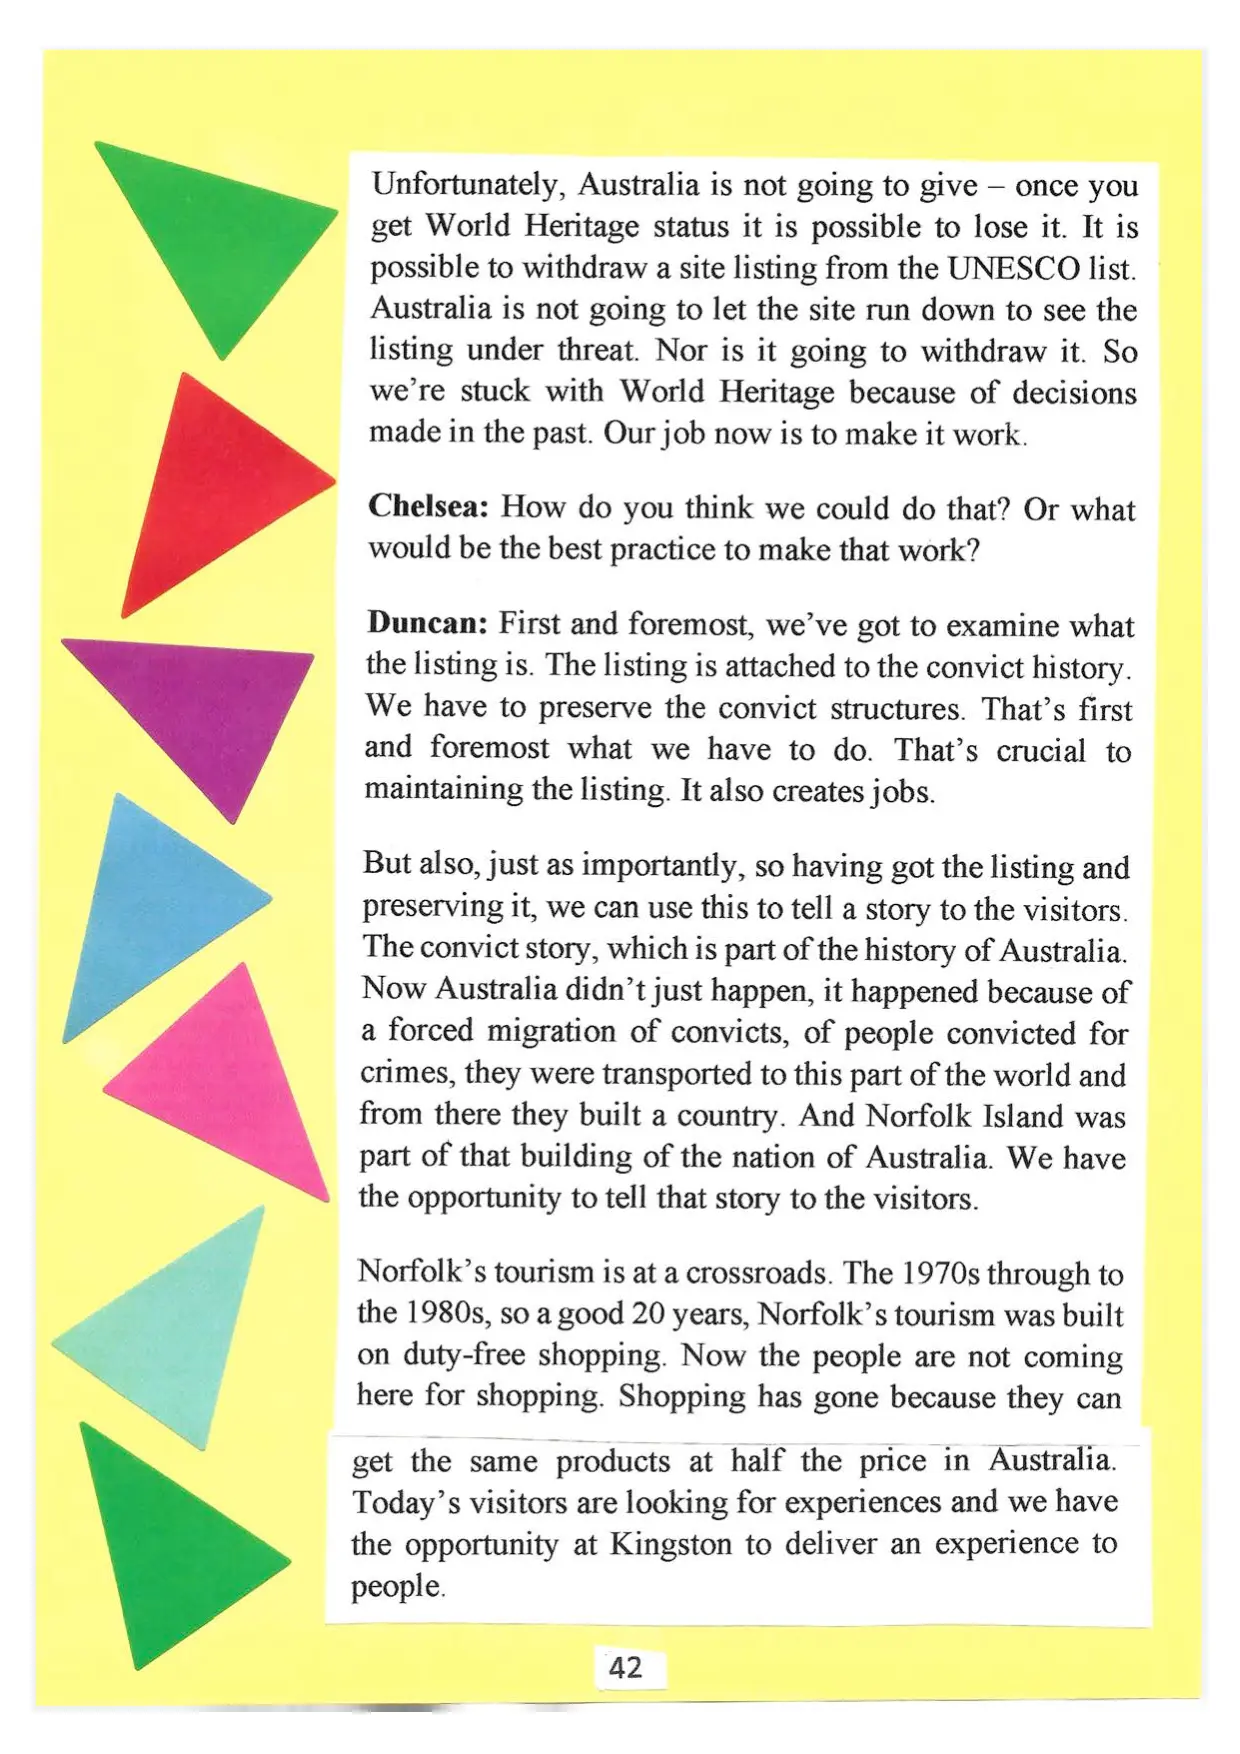 Unfortunately, Australia is not going to give – once you
get World Heritage status it is possible to lose it. It is
possible to withdraw a site listing from the UNESCO list.
Australia is not going to let the site run down to see the
listing under threat. Nor is it going to withdraw it. So
we're stuck with World Heritage because of decisions
made in the past. Our job now is to make it work.
Chelsea: How do you think we could do that? Or what
would be the best practice to make that work?
Duncan: First and foremost, we've got to examine what
the listing is. The listing is attached to the convict history.
We have to preserve the convict structures. That's first
and foremost what we have to do. That's crucial to
maintaining the listing. It also creates jobs.
But also, just as importantly, so having got the listing and
preserving it, we can use this to tell a story to the visitors.
The convict story, which is part of the history of Australia.
Now Australia didn't just happen, it happened because of
a forced migration of convicts, of people convicted for
crimes, they were transported to this part of the world and
from there they built a country. And Norfolk Island was
part of that building of the nation of Australia. We have
the opportunity to tell that story to the visitors.
Norfolk's tourism is at a crossroads. The 1970s through to
the 1980s, so a good 20 years, Norfolk's tourism was built
on duty-free shopping. Now the people are not coming
here for shopping. Shopping has gone because they can
get the same products at half the price in Australia.
Today's visitors are looking for experiences and we have
the opportunity at Kingston to deliver an experience to
people.
42